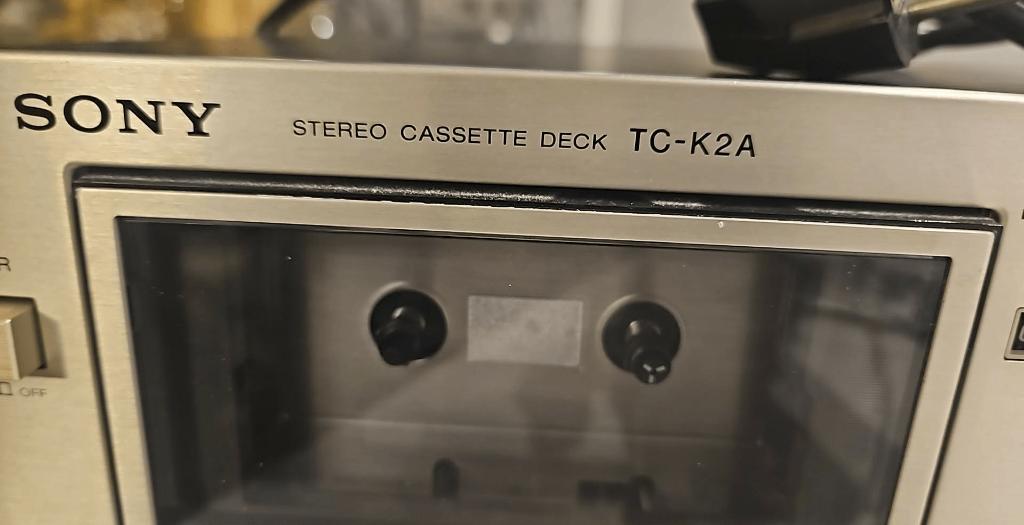 SONY STEREO CASSETTE DECK TC-K2A
R
OFF